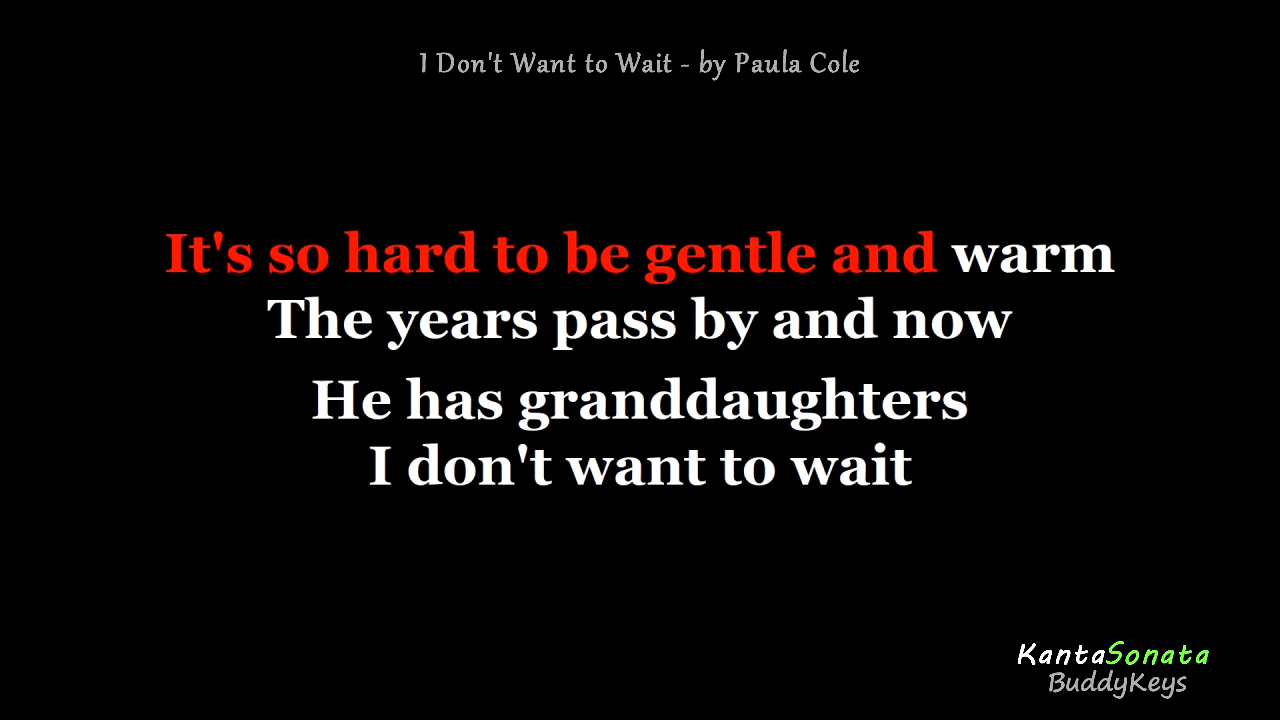 I Don't Want to Wait - by Paula Cole
It's so hard to be gentle and warm
The years pass by and now
He has granddaughters
I don't want to wait
KantaSonata
BuddyKeys